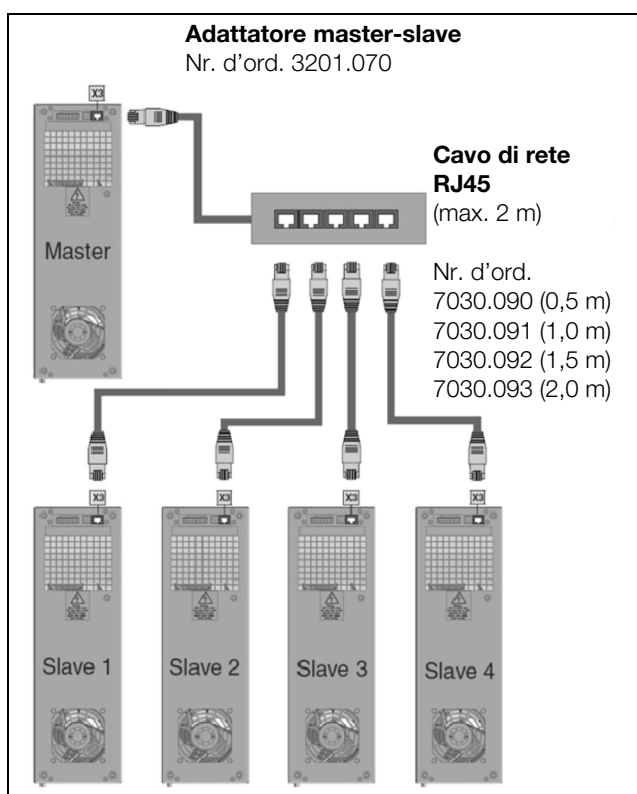 Adattatore master-slave
Nr. d'ord. 3201.070
X3
Cavo di rete
RJ45
(max. 2 m)
Master
Nr. d'ord.
7030.090 (0,5 m)
7030.091 (1,0 m)
7030.092 (1,5 m)
7030.093 (2,0 m)
X3
X3
X3
X3
Slave 1
Slave 2
Slave 3
Slave 4